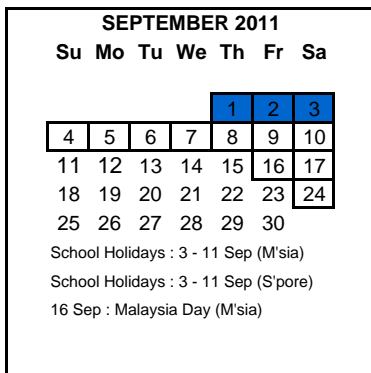 SEPTEMBER 2011
Su Mo Tu We Th Fr Sa
1 2 3
4 5 6 7 8 9 10
11 12 13 14 15 16 17
18 19 20 21 22 23 24
25 26 27 28 29 30
School Holidays : 3 - 11 Sep (M'sia)
School Holidays : 3 - 11 Sep (S'pore)
16 Sep : Malaysia Day (M'sia)